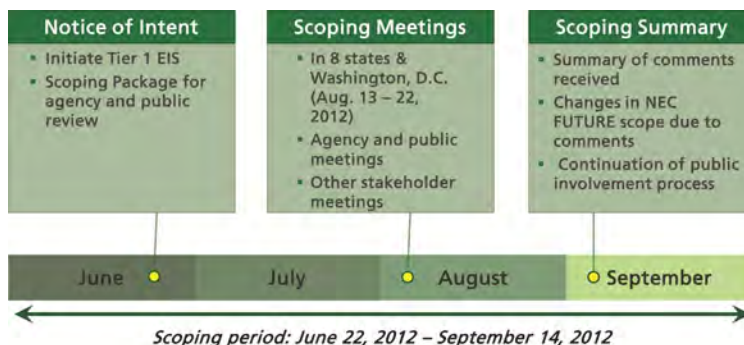 Notice of Intent
Initiate Tier 1 EIS
Scoping Package for
agency and public
review
Scoping Meetings
In 8 states &
Washington, D.C.
(Aug. 13 – 22,
2012)
Agency and public
meetings
Other stakeholder
meetings
Scoping Summary
Summary of comments
received
Changes in NEC
FUTURE scope due to
comments
Continuation of public
involvement process
June
July
August
September
Scoping period: June 22, 2012 – September 14, 2012